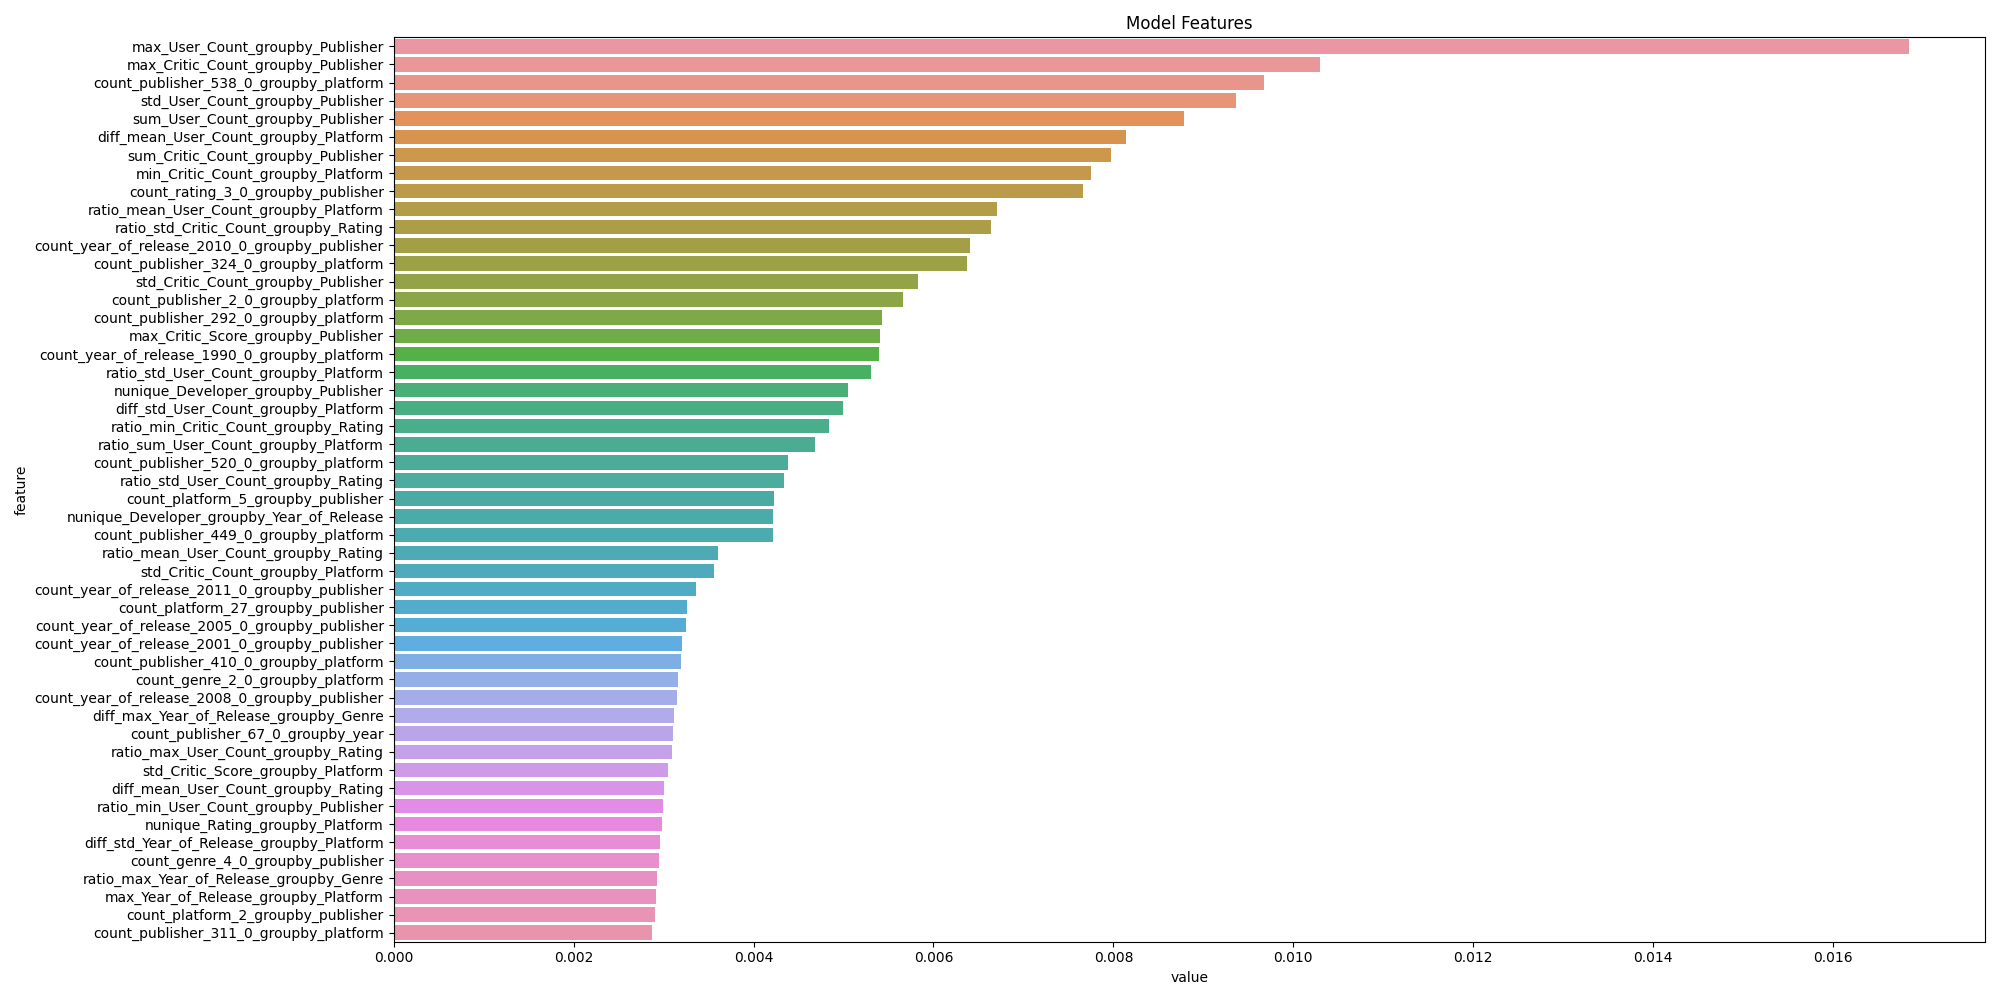 Model Features
feature
max_User_Count_groupby_Publisher
max_Critic_Count_groupby_Publisher
count_publisher_538_0_groupby_platform
std_User_Count_groupby_Publisher
sum_User_Count_groupby_Publisher
diff_mean_User_Count_groupby_Platform
sum_Critic_Count_groupby_Publisher
min_Critic_Count_groupby_Platform
count_rating_3_0_groupby_publisher
ratio_mean_User_Count_groupby_Platform
ratio_std_Critic_Count_groupby_Rating
count_year_of_release_2010_0_groupby_publisher
count_publisher_324_0_groupby_platform
std_Critic_Count_groupby_Publisher
count_publisher_2_0_groupby_platform
count_publisher_292_0_groupby_platform
max_Critic_Score_groupby_Publisher
count_year_of_release_1990_0_groupby_platform
ratio_std_User_Count_groupby_Platform
nunique_Developer_groupby_Publisher
diff_std_User_Count_groupby_Platform
ratio_min_Critic_Count_groupby_Rating
ratio_sum_User_Count_groupby_Platform
count_publisher_520_0_groupby_platform
ratio_std_User_Count_groupby_Rating
count_platform_5_groupby_publisher
nunique_Developer_groupby_Year_of_Release
count_publisher_449_0_groupby_platform
ratio_mean_User_Count_groupby_Rating
std_Critic_Count_groupby_Platform
count_year_of_release_2011_0_groupby_publisher
count_platform_27_groupby_publisher
count_year_of_release_2005_0_groupby_publisher
count_year_of_release_2001_0_groupby_publisher
count_publisher_410_0_groupby_platform
count_genre_2_0_groupby_platform
count_year_of_release_2008_0_groupby_publisher
diff_max_Year_of_Release_groupby_Genre
count_publisher_67_0_groupby_year
ratio_max_User_Count_groupby_Rating
std_Critic_Score_groupby_Platform
diff_mean_User_Count_groupby_Rating
ratio_min_User_Count_groupby_Publisher
nunique_Rating_groupby_Platform
diff_std_Year_of_Release_groupby_Platform
count_genre_4_0_groupby_publisher
ratio_max_Year_of_Release_groupby_Genre
max_Year_of_Release_groupby_Platform
count_platform_2_groupby_publisher
count_publisher_311_0_groupby_platform
0.000 0.002 0.004 0.006 0.008 0.010 0.012 0.014 0.016
value